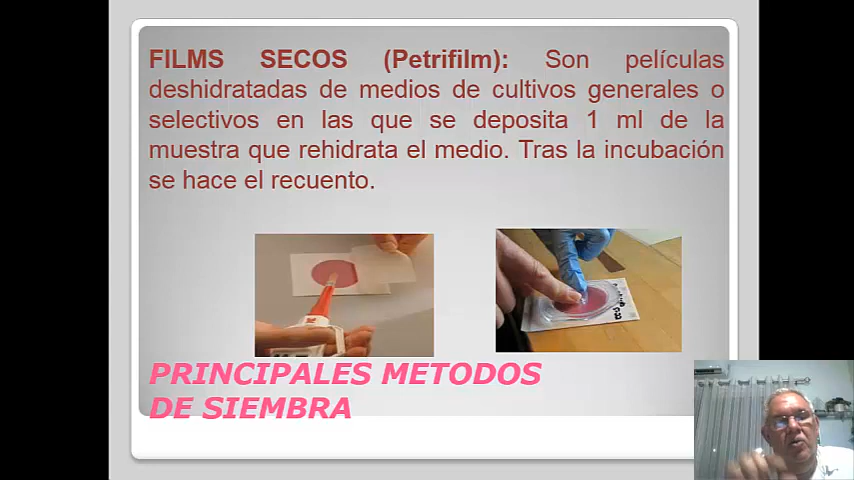 FILMS SECOS (Petrifilm): Son películas
deshidratadas de medios de cultivos generales o
selectivos en las que se deposita 1 ml de la
muestra que rehidrata el medio. Tras la incubación
se hace el recuento.
PRINCIPALES METODOS
DE SIEMBRA